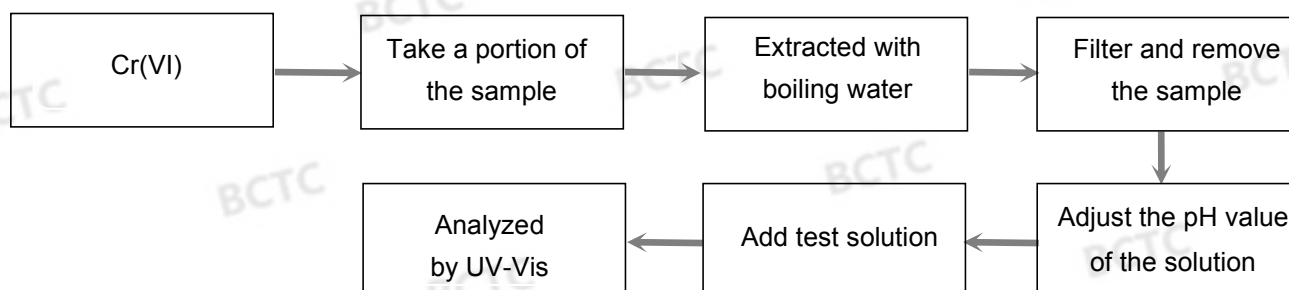 Cr(VI)
Take a portion of
the sample
Extracted with
boiling water
Filter and remove
the sample
Adjust the pH value
of the solution
Add test solution
Analyzed
by UV-Vis
BCTC
BCTC
BCTC
BCTC
BCTC
BCTC